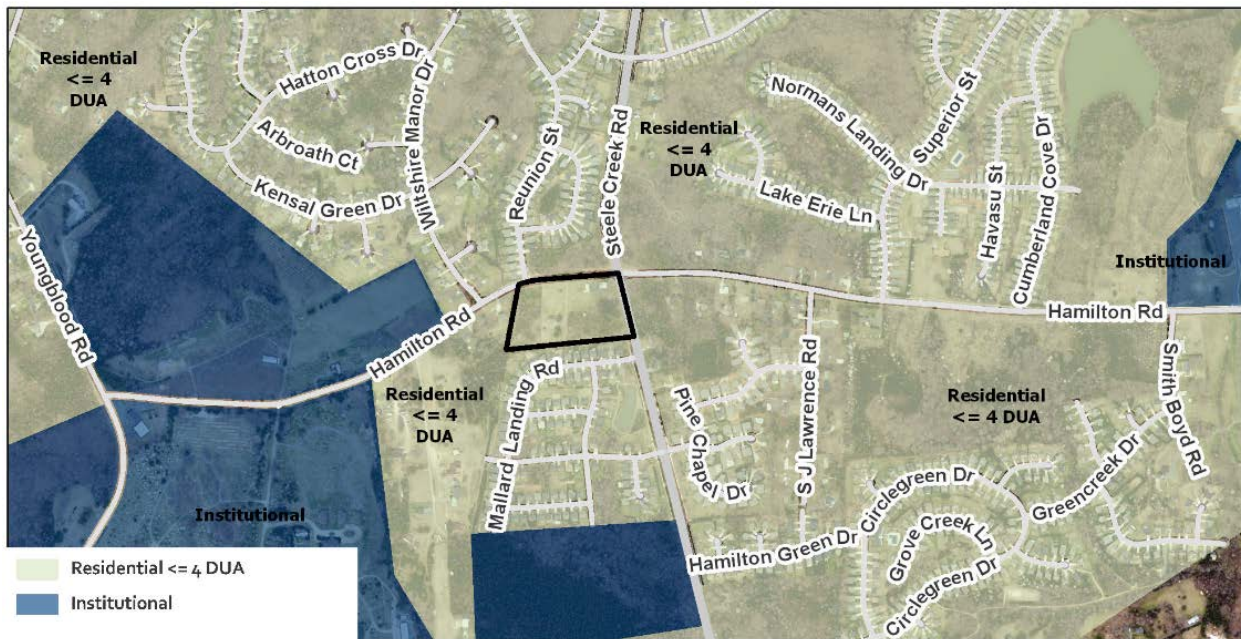 Residential
<= 4
DUA
Hatton Cross Dr
Arbroath Ct
Kensal Green Dr
Wiltshire Manor Dr
Reunion St
Steele Creek Rd
Residential
<= 4
DUA
Normans Landing Dr
Superior St
Lake Erie Ln
Havasu St
Cumberland Cove Dr
Institutional
Youngblood Rd
Hamilton Rd
Hamilton Rd
Residential
<= 4
DUA
Mallard Landing Rd
Pine Chapel Dr
S J Lawrence Rd
Residential
<= 4 DUA
Smith Boyd Rd
Institutional
Circlegreen Dr
Greencreek Dr
Hamilton Green Dr
Grove Creek Ln
Circlegreen Dr
Residential <= 4 DUA
Institutional